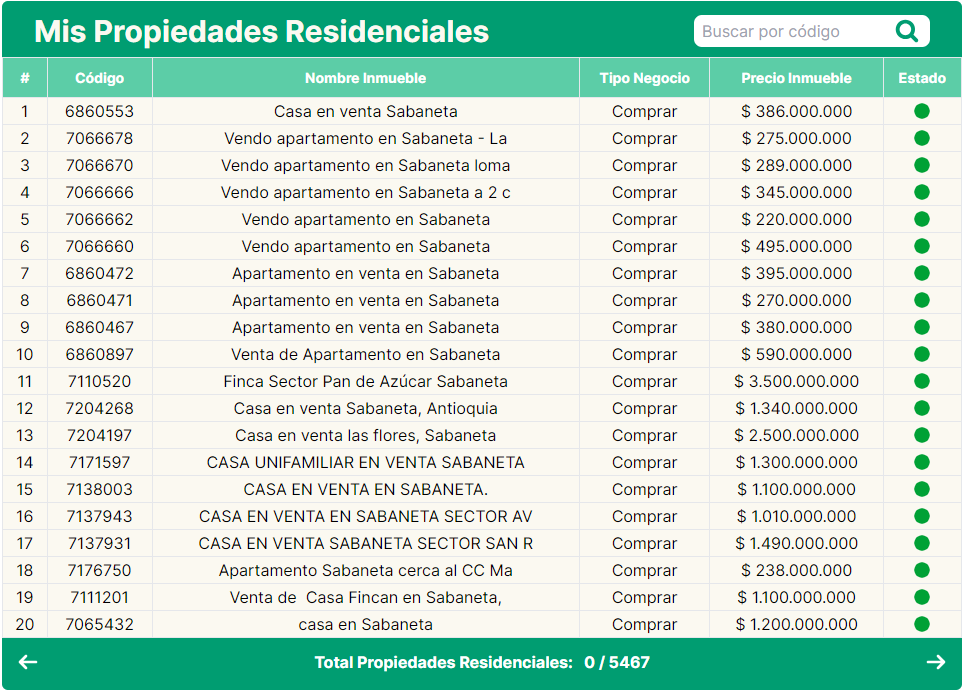 Mis Propiedades Residenciales
Buscar por código
# Código Nombre Inmueble Tipo Negocio Precio Inmueble Estado
1 6860553 Casa en venta Sabaneta Comprar $ 386.000.000
2 7066678 Vendo apartamento en Sabaneta - La Comprar $ 275.000.000
3 7066670 Vendo apartamento en Sabaneta loma Comprar $ 289.000.000
4 7066666 Vendo apartamento en Sabaneta a 2 c Comprar $ 345.000.000
5 7066662 Vendo apartamento en Sabaneta Comprar $ 220.000.000
6 7066660 Vendo apartamento en Sabaneta Comprar $ 495.000.000
7 6860472 Apartamento en venta en Sabaneta Comprar $ 395.000.000
8 6860471 Apartamento en venta en Sabaneta Comprar $ 270.000.000
9 6860467 Apartamento en venta en Sabaneta Comprar $ 380.000.000
10 6860897 Venta de Apartamento en Sabaneta Comprar $ 590.000.000
11 7110520 Finca Sector Pan de Azúcar Sabaneta Comprar $ 3.500.000.000
12 7204268 Casa en venta Sabaneta, Antioquia Comprar $ 1.340.000.000
13 7204197 Casa en venta las flores, Sabaneta Comprar $ 2.500.000.000
14 7171597 CASA UNIFAMILIAR EN VENTA SABANETA Comprar $ 1.300.000.000
15 7138003 CASA EN VENTA EN SABANETA. Comprar $ 1.100.000.000
16 7137943 CASA EN VENTA EN SABANETA SECTOR AV Comprar $ 1.010.000.000
17 7137931 CASA EN VENTA SABANETA SECTOR SAN R Comprar $ 1.490.000.000
18 7176750 Apartamento Sabaneta cerca al CC Ma Comprar $ 238.000.000
19 7111201 Venta de  Casa Fincan en Sabaneta, Comprar $ 1.100.000.000
20 7065432 casa en Sabaneta Comprar $ 1.200.000.000
Total Propiedades Residenciales: 0 / 5467